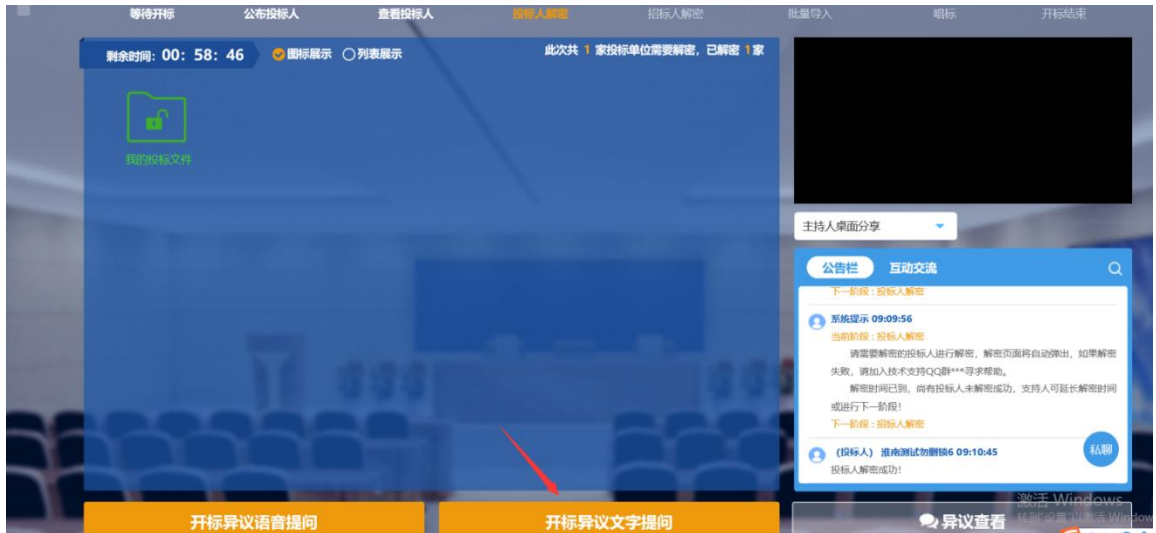 等待开标 公布投标人 查看投标人 投标人解密 招标人解密 批量导入 唱标 开标结束
剩余时间：00：58：46 图标展示 列表展示 此次共 1 家投标单位需要解密，已解密 1 家
我的投标文件
主持人桌面分享
公告栏 互动交流
下一阶段：投标人解密
系统提示 09:09:56
当前阶段：投标人解密
请需要解密的投标人进行解密，解密页面将自动弹出，如果解密
失败，请加入技术支持QQ群***寻求帮助。
解密时间已到，尚有投标人未解密成功，支持人可延长解密时间
或进行下一阶段！
下一阶段：招标人解密
（投标人） 淮南测试勿删锁6 09:10:45
投标人解密成功！
私聊
开标异议语音提问 开标异议文字提问 异议查看
激活 Windows